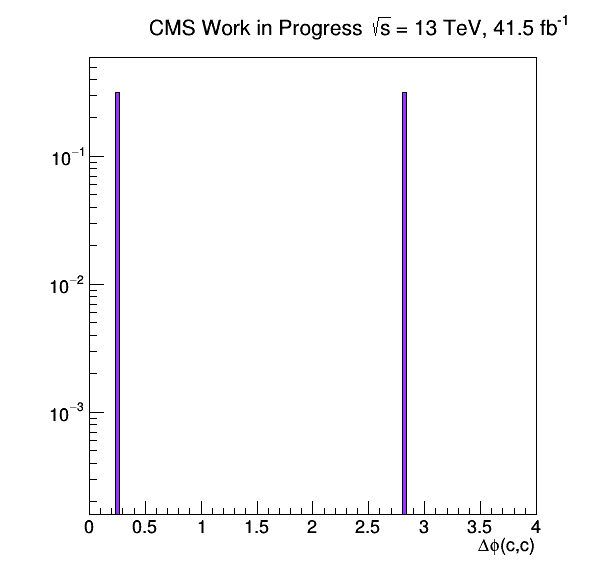 CMS Work in Progress √s = 13 TeV, 41.5 fb⁻¹
10⁻¹
10⁻²
10⁻³
0 0.5 1 1.5 2 2.5 3 3.5 4
Δϕ(c,c)